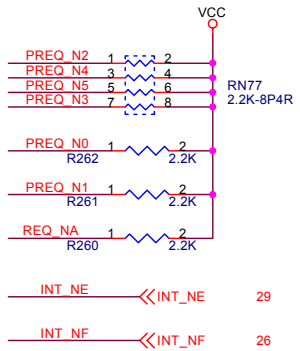 VCC
PREQ_N2 1 2
PREQ_N4 3 4
PREQ_N5 5 6 RN77
PREQ_N3 7 8 2.2K-8P4R
PREQ_N0 1 2
R262 2.2K
PREQ_N1 1 2
R261 2.2K
REQ_NA 1 2
R260 2.2K
INT_NE INT_NE 29
INT_NF INT_NF 26